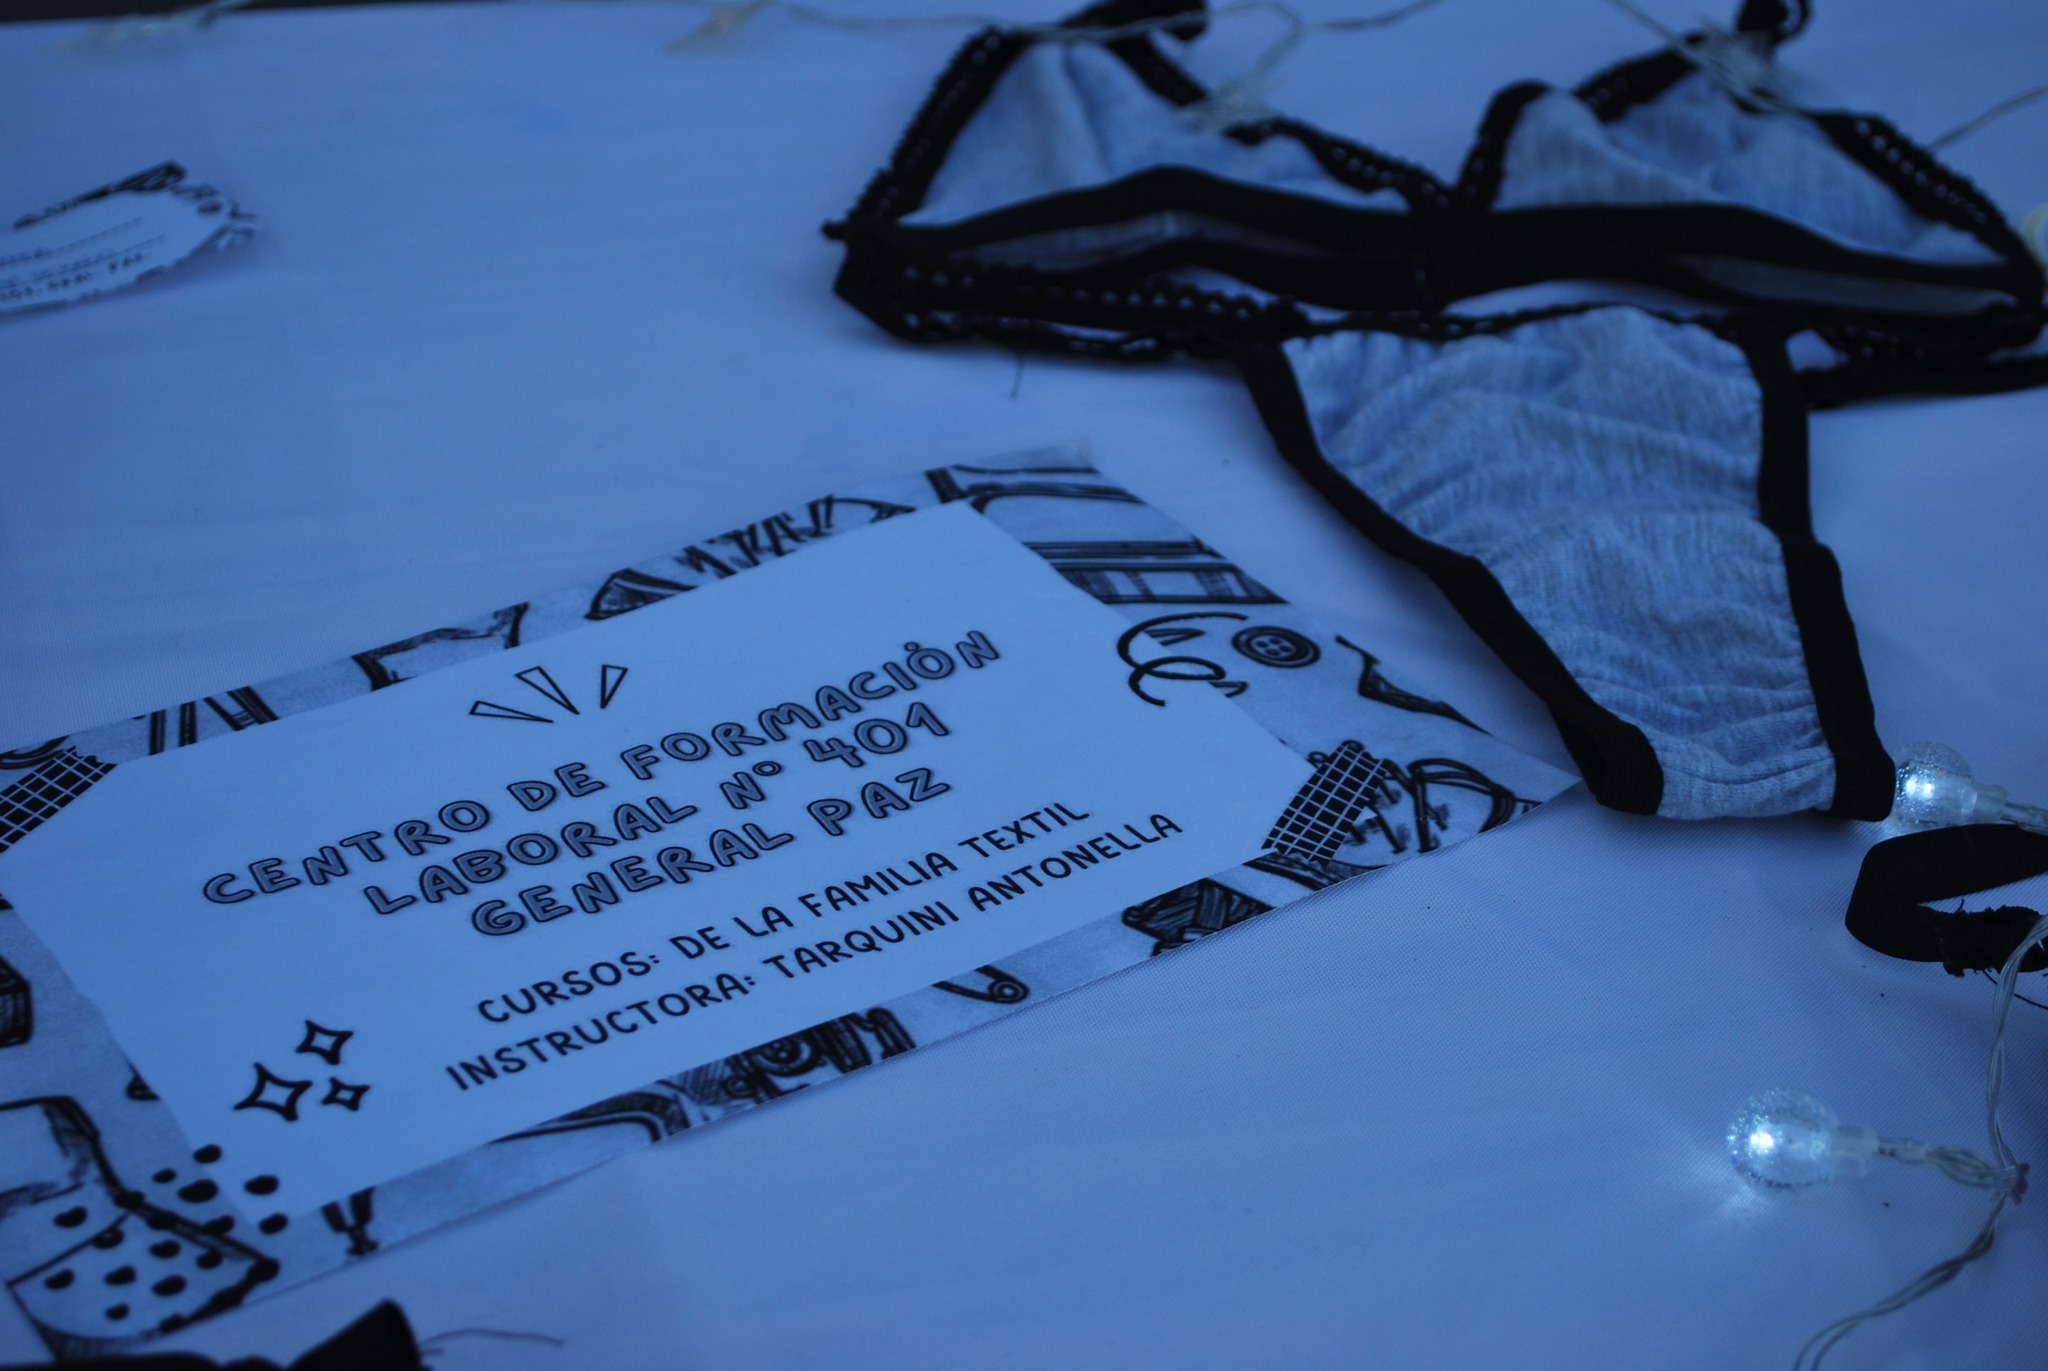 CENTRO DE FORMACIÓN
LABORAL Nº 401
GENERAL PAZ
CURSOS: DE LA FAMILIA TEXTIL
INSTRUCTORA: TARQUINI ANTONELLA